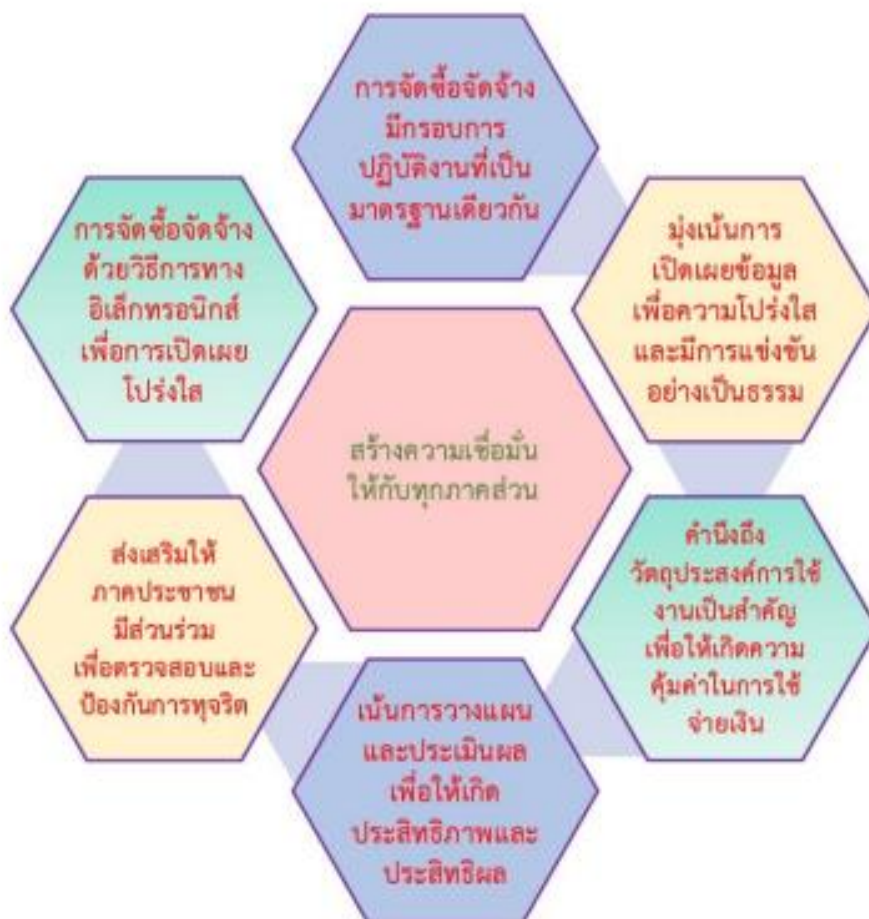 การจัดซื้อจัดจ้าง
มีกรอบการ
ปฏิบัติงานที่เป็น
มาตรฐานเดียวกัน
มุ่งเน้นการ
เปิดเผยข้อมูล
เพื่อความโปร่งใส
และมีการแข่งขัน
อย่างเป็นธรรม
คำนึงถึง
วัตถุประสงค์การใช้
งานเป็นสำคัญ
เพื่อให้เกิดความ
คุ้มค่าในการใช้
จ่ายเงิน
เน้นการวางแผน
และประเมินผล
เพื่อให้เกิด
ประสิทธิภาพและ
ประสิทธิผล
ส่งเสริมให้
ภาคประชาชน
มีส่วนร่วม
เพื่อตรวจสอบและ
ป้องกันการทุจริต
การจัดซื้อจัดจ้าง
ด้วยวิธีการทาง
อิเล็กทรอนิกส์
เพื่อการเปิดเผย
โปร่งใส
สร้างความเชื่อมั่น
ให้กับทุกภาคส่วน